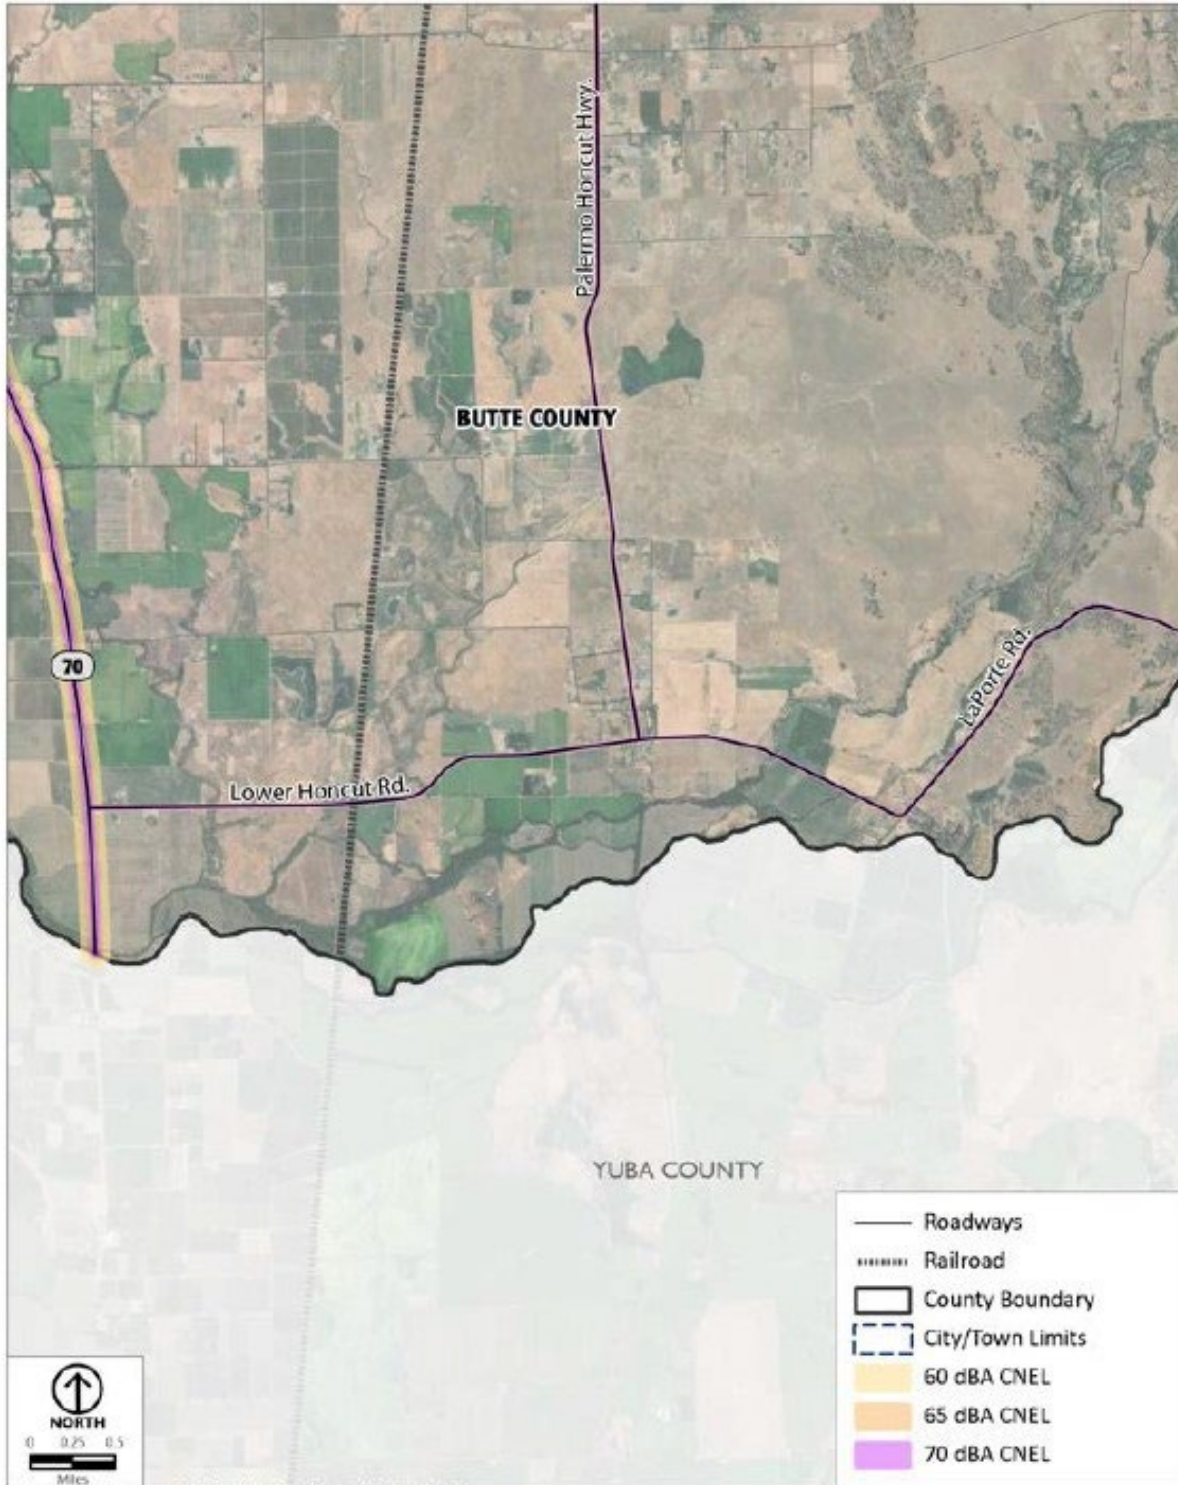 Palermo Honcut Hwy.
BUTTE COUNTY
70
LaPorte Rd.
Lower Honcut Rd.
YUBA COUNTY
Roadways
Railroad
County Boundary
City/Town Limits
60 dBA CNEL
65 dBA CNEL
70 dBA CNEL
NORTH
0 0.25 0.5
Miles